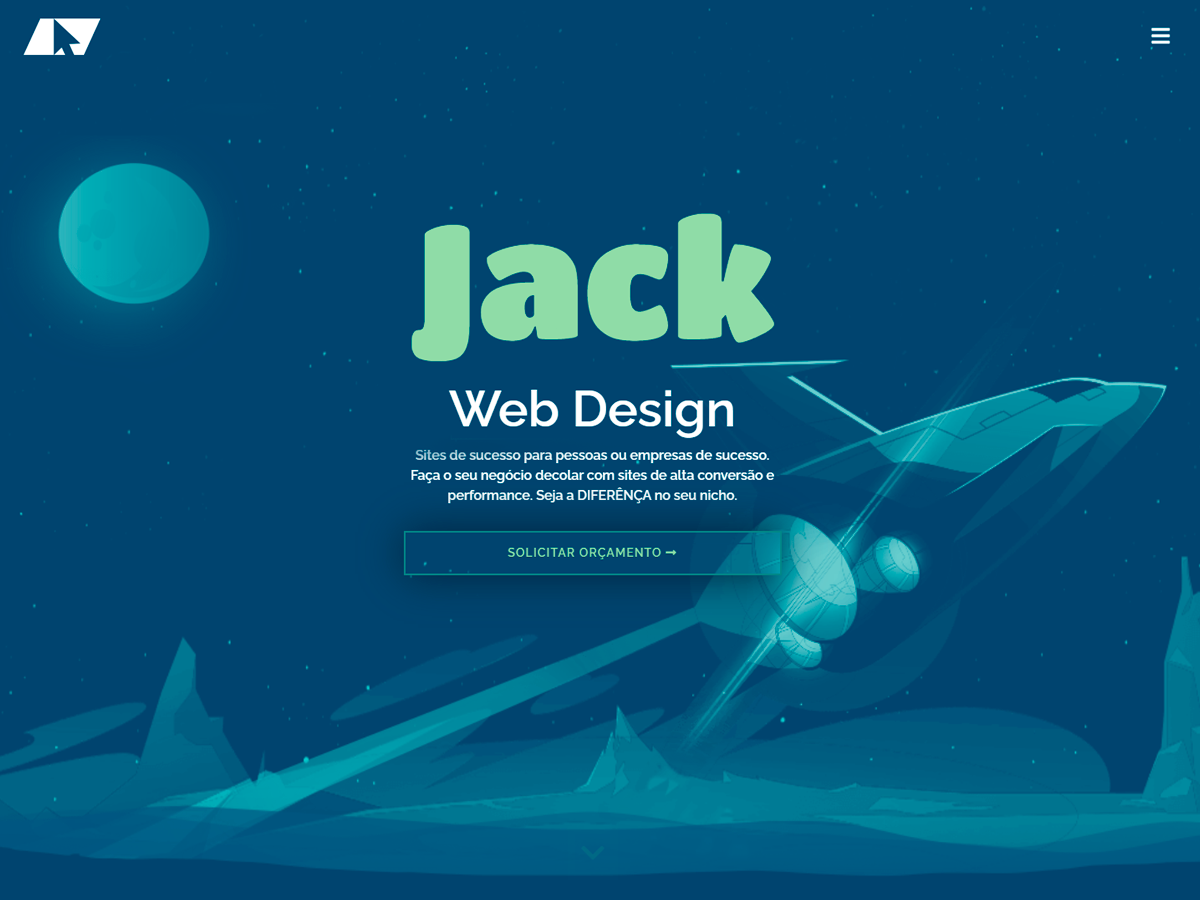 Jack
Web Design
Sites de sucesso para pessoas ou empresas de sucesso.
Faça o seu negócio decolar com sites de alta conversão e
performance. Seja a DIFERÊNÇA no seu nicho.
SOLICITAR ORÇAMENTO